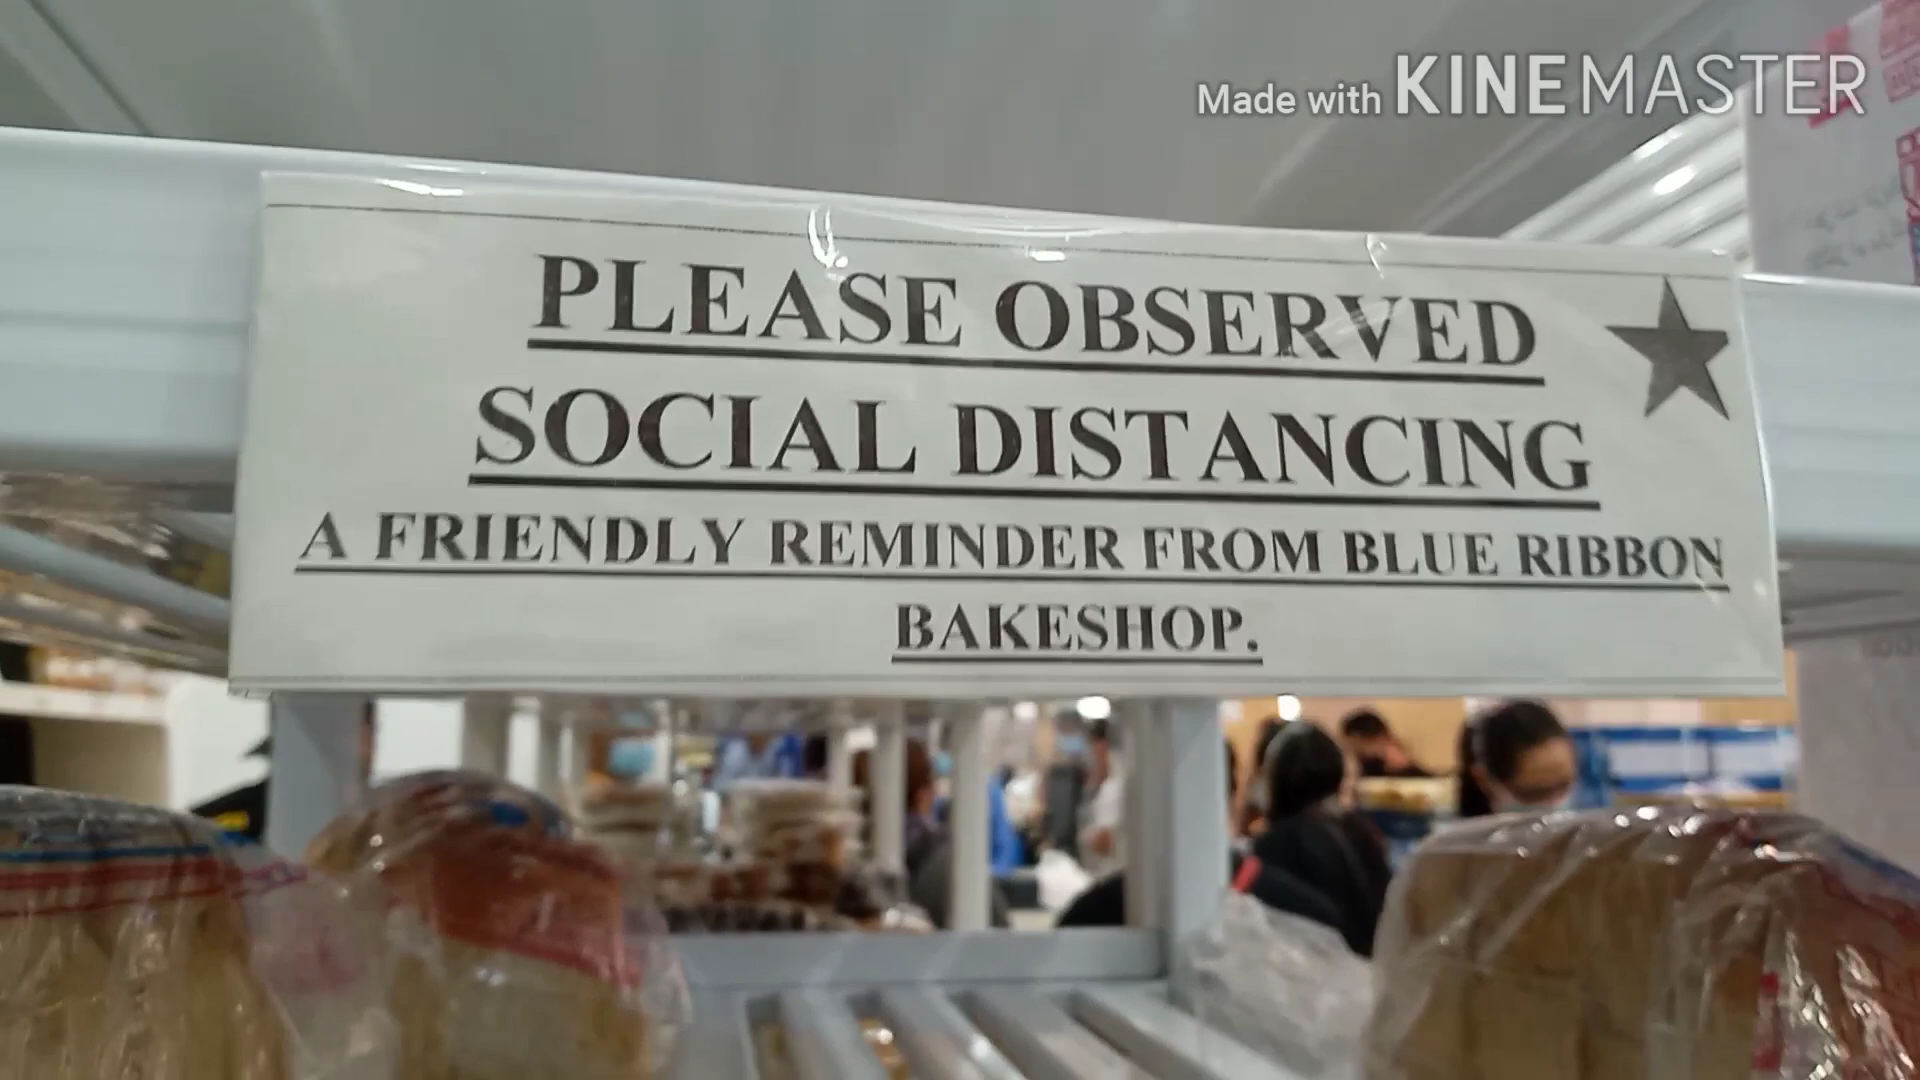 Made with KINEMASTER
PLEASE OBSERVED
SOCIAL DISTANCING
A FRIENDLY REMINDER FROM BLUE RIBBON
BAKESHOP.